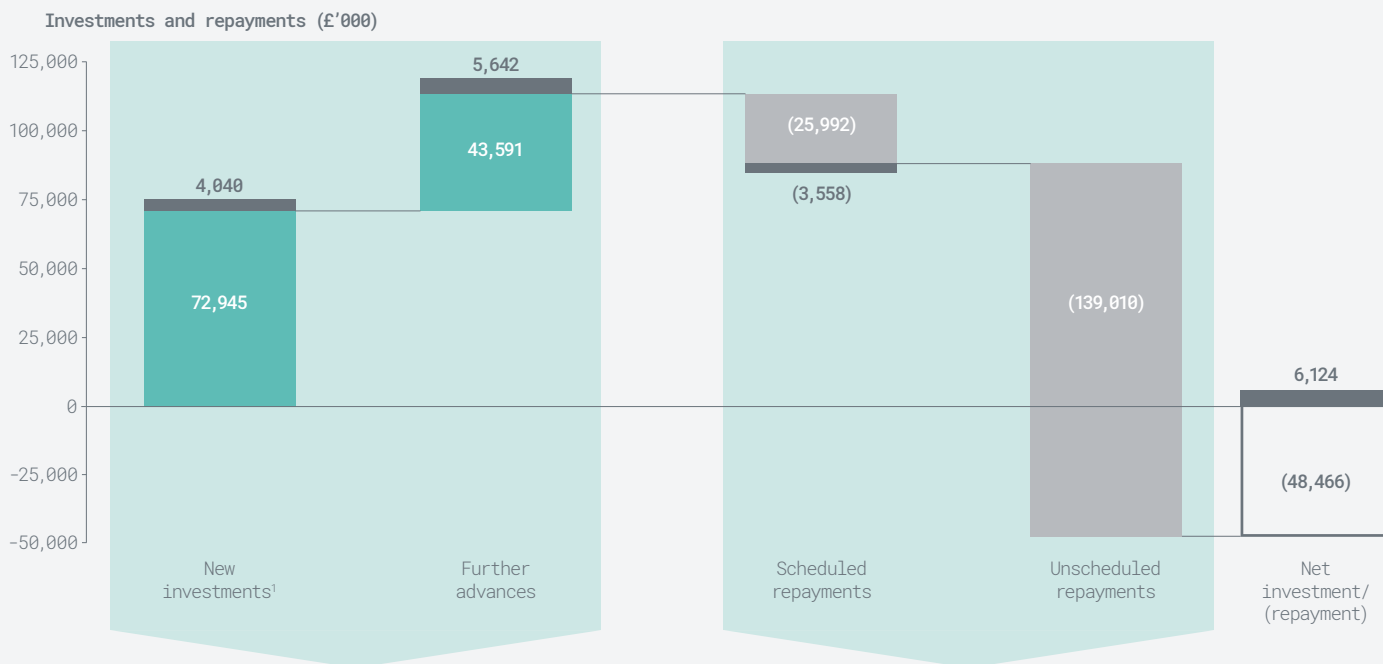 Investments and repayments (£’000)
125,000
100,000
75,000
50,000
25,000
0
-25,000
-50,000
4,040
72,945
5,642
43,591
(25,992)
(3,558)
(139,010)
6,124
(48,466)
New
investments¹
Further
advances
Scheduled
repayments
Unscheduled
repayments
Net
investment/
(repayment)